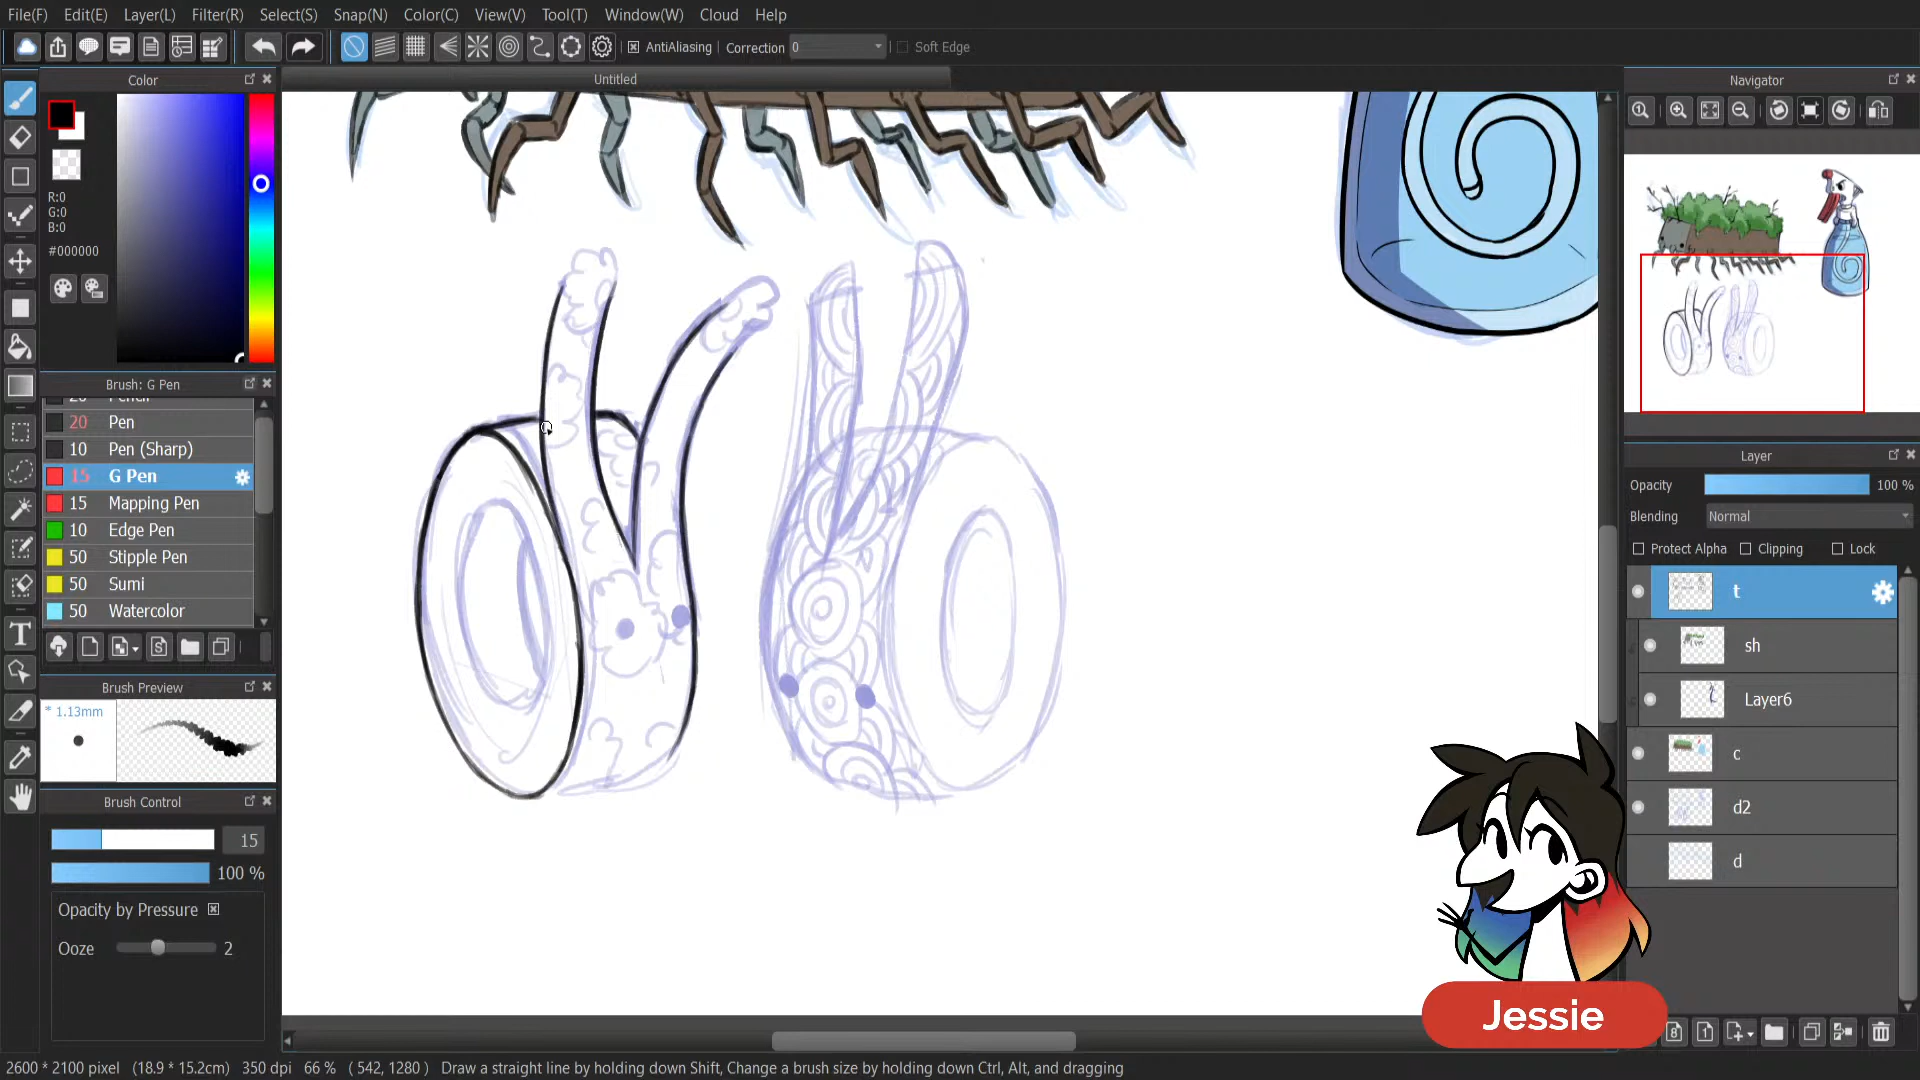 File(F) Edit(E) Layer(L) Filter(R) Select(S) Snap(N) Color(C) View(V) Tool(T) Window(W) Cloud Help
AntiAliasing Correction 0 Soft Edge
Color
Untitled
Navigator
R:0
G:0
B:0
#000000
Brush: G Pen
20 Pencil
20 Pen
10 Pen (Sharp)
15 G Pen
15 Mapping Pen
10 Edge Pen
50 Stipple Pen
50 Sumi
50 Watercolor
Brush Preview
* 1.13mm
Brush Control
15
100 %
Opacity by Pressure
Ooze 2
Layer
Opacity 100 %
Blending Normal
Protect Alpha Clipping Lock
t
sh
Layer6
c
d2
d
Jessie
2600 * 2100 pixel (18.9 * 15.2cm) 350 dpi 66 % ( 542, 1280 ) Draw a straight line by holding down Shift, Change a brush size by holding down Ctrl, Alt, and dragging